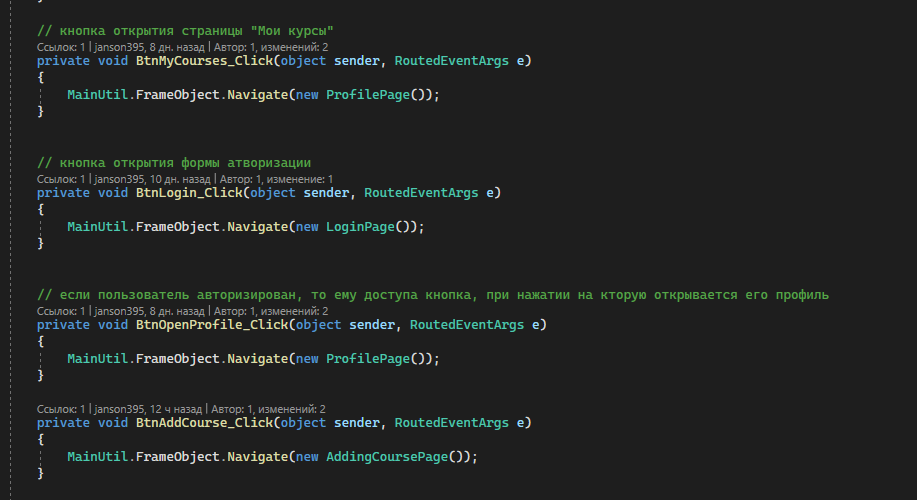 // кнопка открытия страницы "Мои курсы"
Ссылок: 1 | janson395, 8 дн. назад | Автор: 1, изменений: 2
private void BtnMyCourses_Click(object sender, RoutedEventArgs e)
{
MainUtil.FrameObject.Navigate(new ProfilePage());
}
// кнопка открытия формы атворизации
Ссылок: 1 | janson395, 10 дн. назад | Автор: 1, изменение: 1
private void BtnLogin_Click(object sender, RoutedEventArgs e)
{
MainUtil.FrameObject.Navigate(new LoginPage());
}
// если пользователь авторизирован, то ему доступа кнопка, при нажатии на кторую открывается его профиль
Ссылок: 1 | janson395, 8 дн. назад | Автор: 1, изменений: 2
private void BtnOpenProfile_Click(object sender, RoutedEventArgs e)
{
MainUtil.FrameObject.Navigate(new ProfilePage());
}
Ссылок: 1 | janson395, 12 ч назад | Автор: 1, изменений: 2
private void BtnAddCourse_Click(object sender, RoutedEventArgs e)
{
MainUtil.FrameObject.Navigate(new AddingCoursePage());
}